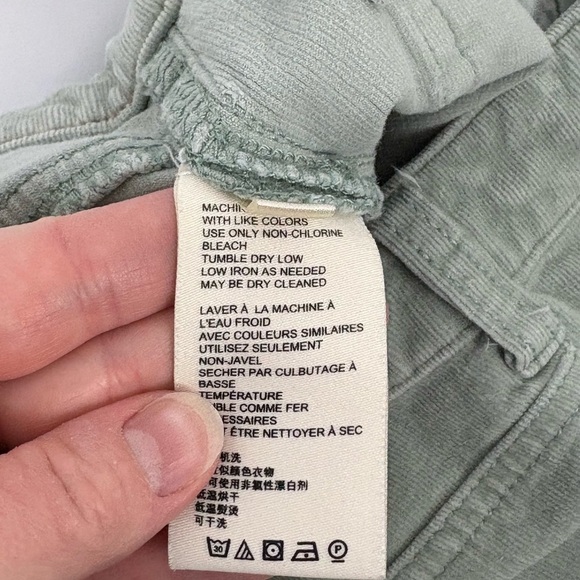 WITH LIKE COLORS
USE ONLY NON-CHLORINE
BLEACH
TUMBLE DRY LOW
LOW IRON AS NEEDED
MAY BE DRY CLEANED
LAVER À LA MACHINE À
L'EAU FROID
AVEC COULEURS SIMILAIRES
UTILISEZ SEULEMENT
NON-JAVEL
SECHER PAR CULBUTAGE À
BASSE
TEMPÉRATURE
COMME FER
ÊTRE NETTOYER À SEC
机洗
似颜色衣物
可使用非氯性漂白剂
低温烘干
低温熨烫
可干洗
30
P